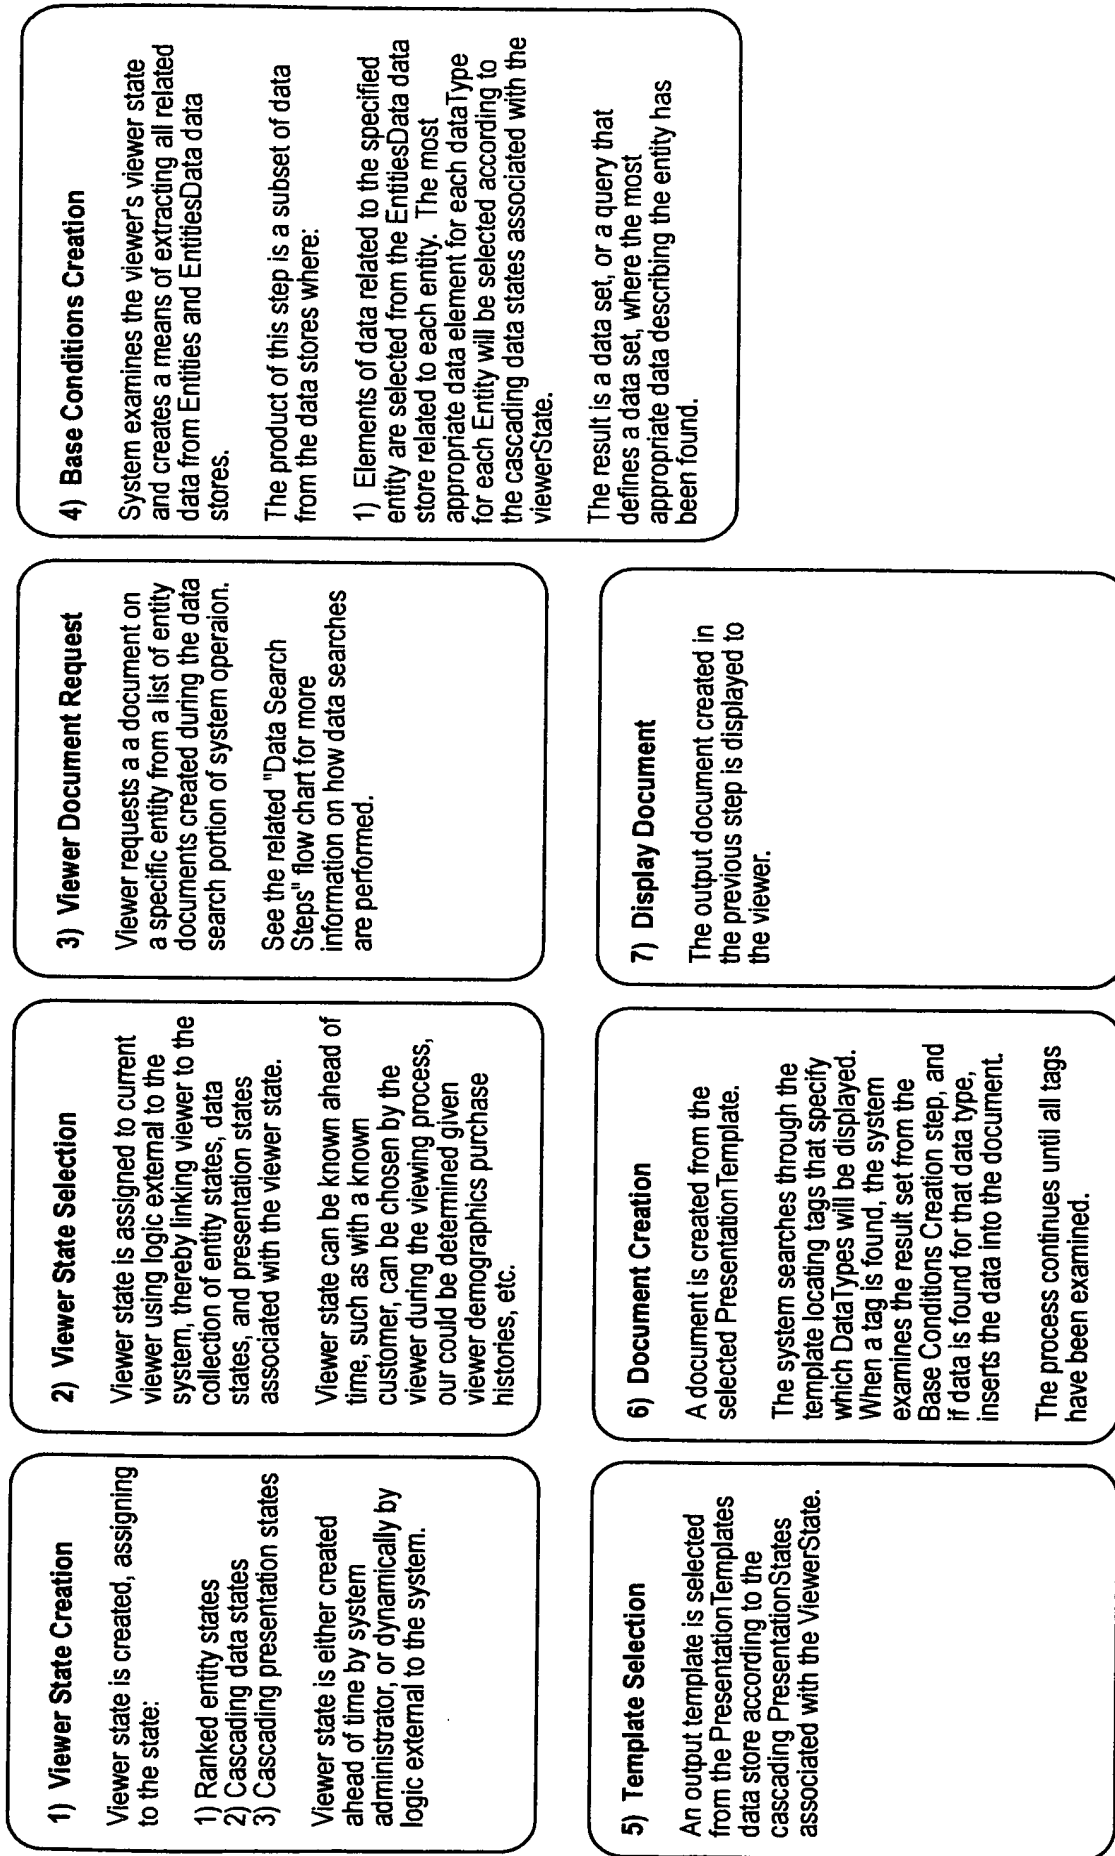 1) Viewer State Creation
Viewer state is created, assigning
to the state:
1) Ranked entity states
2) Cascading data states
3) Cascading presentation states
Viewer state is either created
ahead of time by system
administrator, or dynamically by
logic external to the system.
2) Viewer State Selection
Viewer state is assigned to current
viewer using logic external to the
system, thereby linking viewer to the
collection of entity states, data
states, and presentation states
associated with the viewer state.
Viewer state can be known ahead of
time, such as with a known
customer, can be chosen by the
viewer during the viewing process,
our could be determined given
viewer demographics purchase
histories, etc.
3) Viewer Document Request
Viewer requests a a document on
a specific entity from a list of entity
documents created during the data
search portion of system operaion.
See the related "Data Search
Steps" flow chart for more
information on how data searches
are performed.
4) Base Conditions Creation
System examines the viewer's viewer state
and creates a means of extracting all related
data from Entities and EntitiesData data
stores.
The product of this step is a subset of data
from the data stores where:
1) Elements of data related to the specified
entity are selected from the EntitiesData data
store related to each entity. The most
appropriate data element for each dataType
for each Entity will be selected according to
the cascading data states associated with the
viewerState.
The result is a data set, or a query that
defines a data set, where the most
appropriate data describing the entity has
been found.
5) Template Selection
An output template is selected
from the PresentationTemplates
data store according to the
cascading PresentationStates
associated with the ViewerState.
6) Document Creation
A document is created from the
selected PresentationTemplate.
The system searches through the
template locating tags that specify
which DataTypes will be displayed.
When a tag is found, the system
examines the result set from the
Base Conditions Creation step, and
if data is found for that data type,
inserts the data into the document.
The process continues until all tags
have been examined.
7) Display Document
The output document created in
the previous step is displayed to
the viewer.